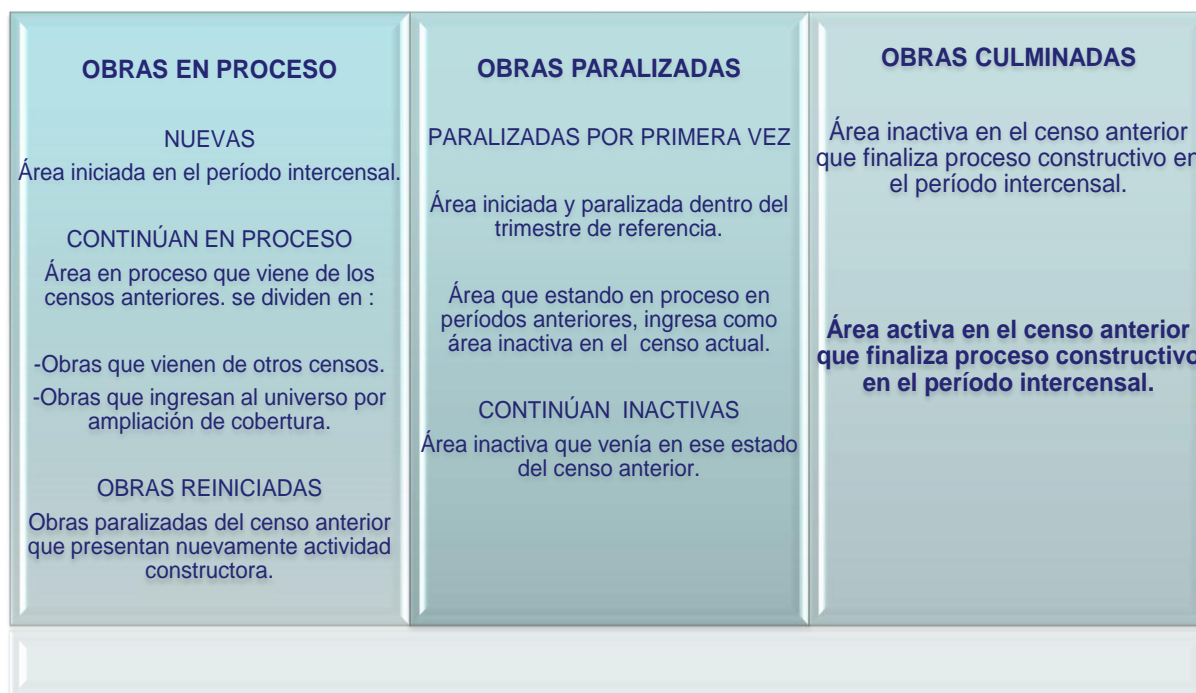 OBRAS EN PROCESO
NUEVAS
Área iniciada en el período intercensal.
CONTINÚAN EN PROCESO
Área en proceso que viene de los
censos anteriores. se dividen en :
-Obras que vienen de otros censos.
-Obras que ingresan al universo por
ampliación de cobertura.
OBRAS REINICIADAS
Obras paralizadas del censo anterior
que presentan nuevamente actividad
constructora.
OBRAS PARALIZADAS
PARALIZADAS POR PRIMERA VEZ
Área iniciada y paralizada dentro del
trimestre de referencia.
Área que estando en proceso en
períodos anteriores, ingresa como
área inactiva en el censo actual.
CONTINÚAN INACTIVAS
Área inactiva que venía en ese estado
del censo anterior.
OBRAS CULMINADAS
Área inactiva en el censo anterior
que finaliza proceso constructivo en
el período intercensal.
Área activa en el censo anterior
que finaliza proceso constructivo
en el período intercensal.